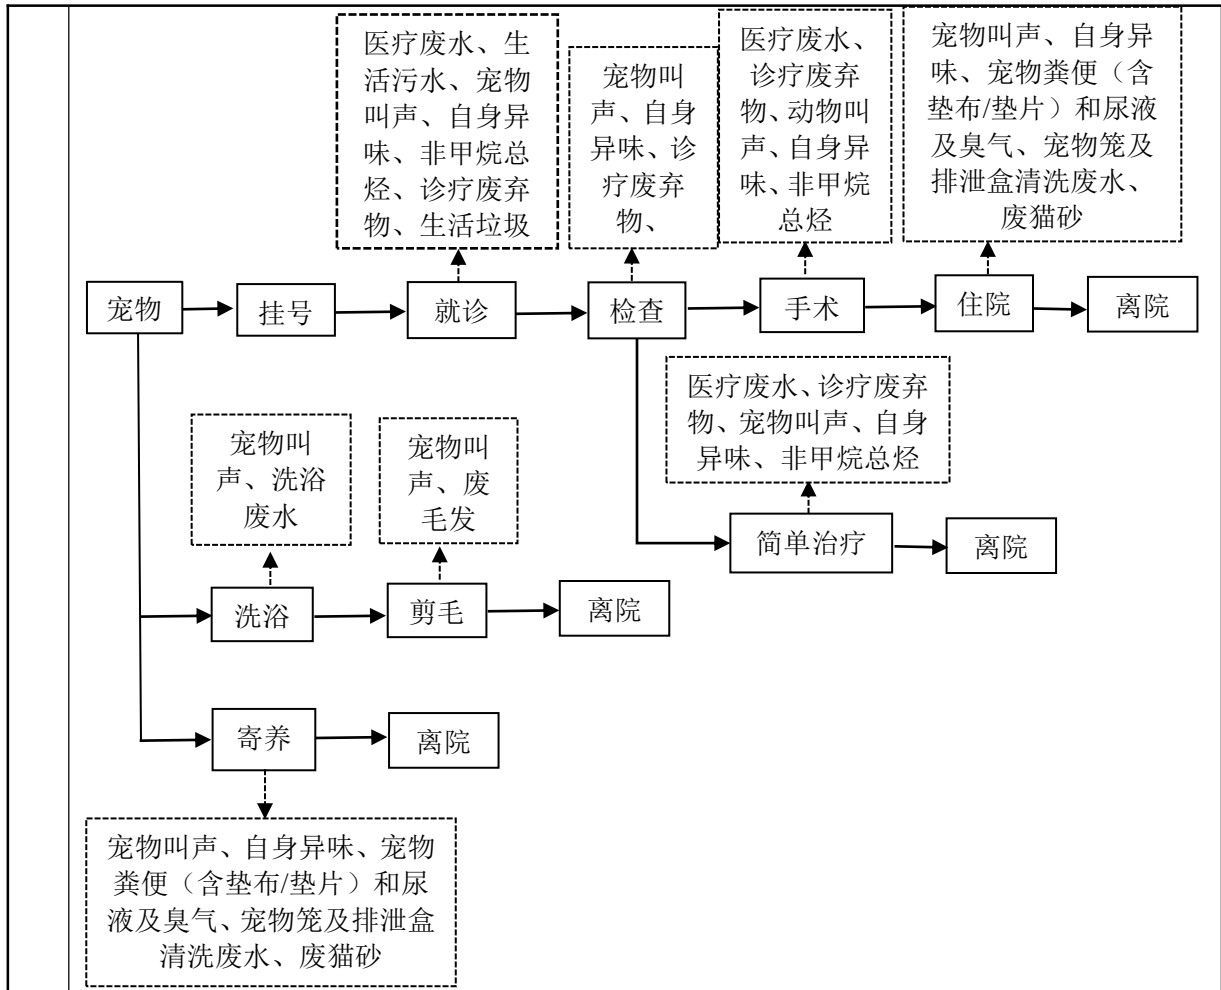 医疗废水、生
活污水、宠物
叫声、自身异
味、非甲烷总
烃、诊疗废弃
物、生活垃圾
宠物叫
声、自身
异味、诊
疗废弃
物、
医疗废水、
诊疗废弃
物、动物叫
声、自身异
味、非甲烷
总烃
宠物叫声、自身异
味、宠物粪便（含
垫布/垫片）和尿液
及臭气、宠物笼及
排泄盒清洗废水、
废猫砂
宠物
挂号
就诊
检查
手术
住院
离院
医疗废水、诊疗废弃
物、宠物叫声、自身
异味、非甲烷总烃
简单治疗
离院
宠物叫
声、洗浴
废水
宠物叫
声、废
毛发
洗浴
剪毛
离院
寄养
离院
宠物叫声、自身异味、宠物
粪便（含垫布/垫片）和尿
液及臭气、宠物笼及排泄盒
清洗废水、废猫砂